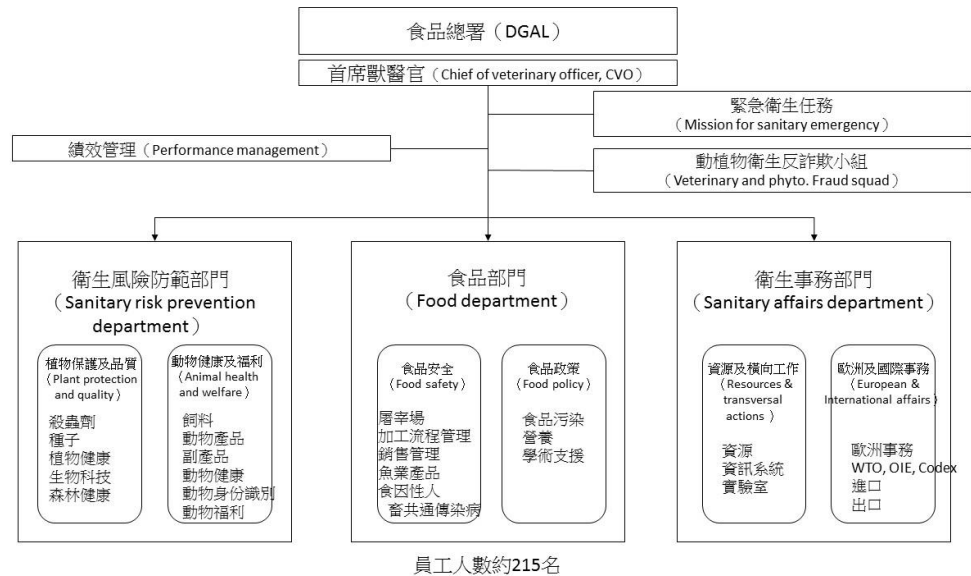 食品總署（DGAL）
首席獸醫官（Chief of veterinary officer, CVO）
緊急衛生任務
（Mission for sanitary emergency）
績效管理（Performance management）
動植物衛生反詐欺小組
（Veterinary and phyto. Fraud squad）
衛生風險防範部門
（Sanitary risk prevention
department）
植物保護及品質
（Plant protection
and quality）
殺蟲劑
種子
植物健康
生物科技
森林健康
動物健康及福利
（Animal health
and welfare）
飼料
動物產品
副產品
動物健康
動物身份識別
動物福利
食品部門
（Food department）
食品安全
（Food safety）
屠宰場
加工流程管理
銷售管理
魚業產品
食因性人
畜共通傳染病
食品政策
（Food policy）
食品污染
營養
學術支援
衛生事務部門
（Sanitary affairs department）
資源及橫向工作
（Resources &
transversal
actions）
資源
資訊系統
實驗室
歐洲及國際事務
（European &
International affairs）
歐洲事務
WTO, OIE, Codex
進口
出口
員工人數約215名